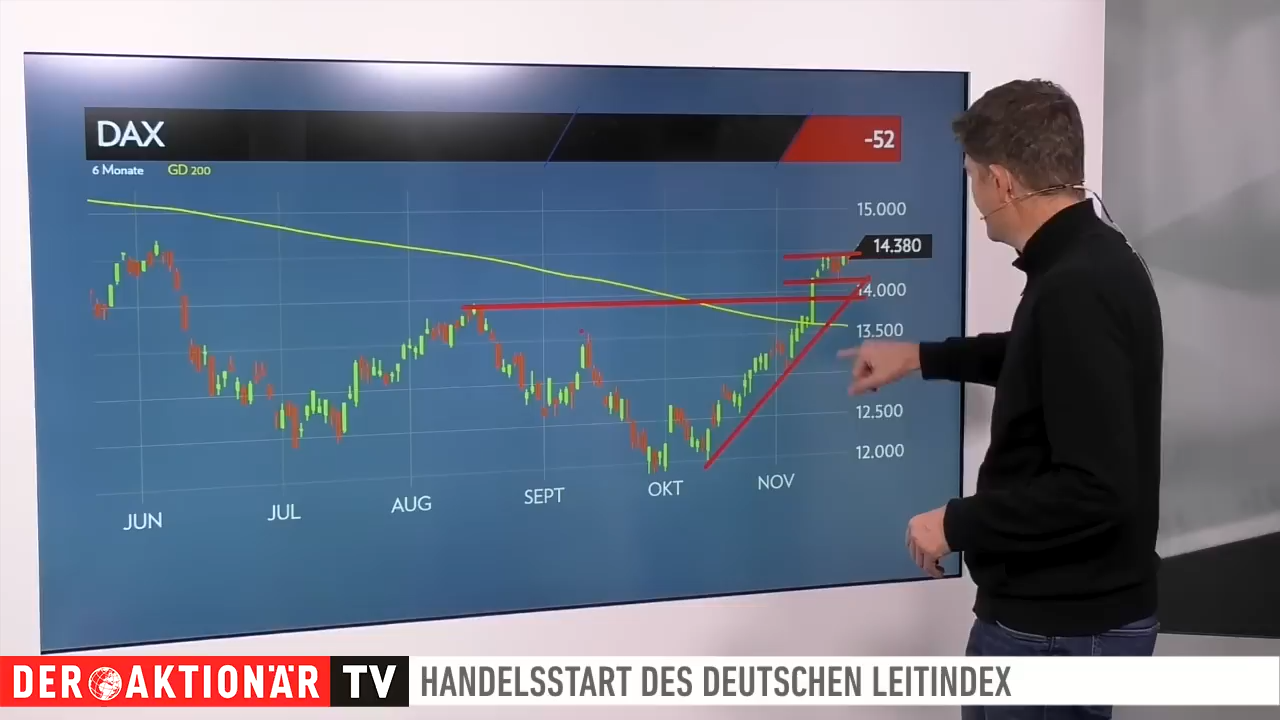 DAX
-52
6 Monate GD 200
15.000
14.380
14.000
13.500
12.500
12.000
JUN JUL AUG SEPT OKT NOV
DER AKTIONÄR TV HANDELSSTART DES DEUTSCHEN LEITINDEX